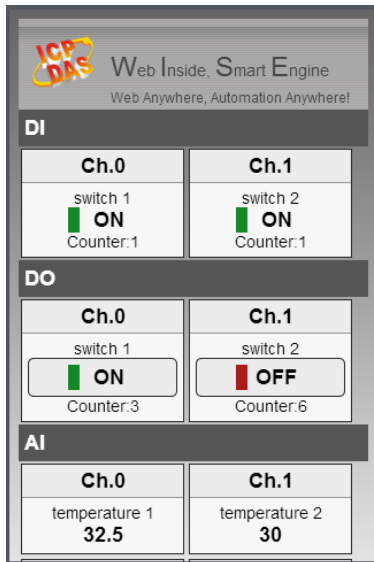 ICP DAS
Web Inside, Smart Engine
Web Anywhere, Automation Anywhere!
DI
Ch.0 Ch.1
switch 1 switch 2
ON ON
Counter:1 Counter:1
DO
Ch.0 Ch.1
switch 1 switch 2
ON OFF
Counter:3 Counter:6
AI
Ch.0 Ch.1
temperature 1 temperature 2
32.5 30